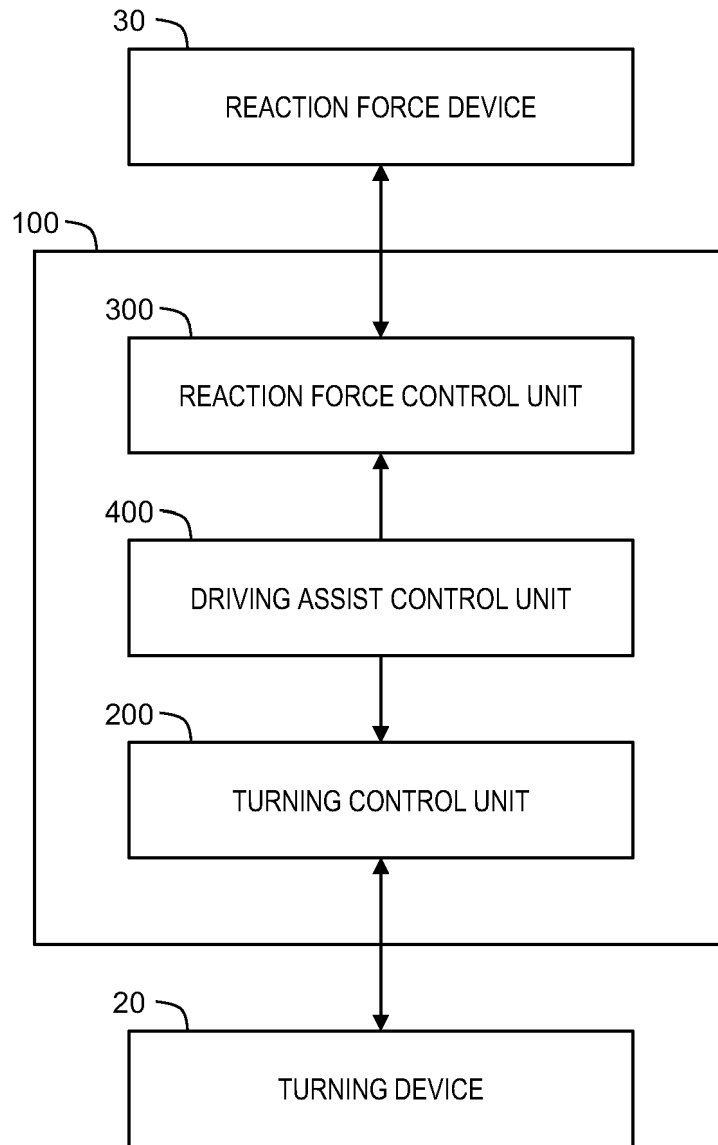 30
REACTION FORCE DEVICE
100
300
REACTION FORCE CONTROL UNIT
400
DRIVING ASSIST CONTROL UNIT
200
TURNING CONTROL UNIT
20
TURNING DEVICE